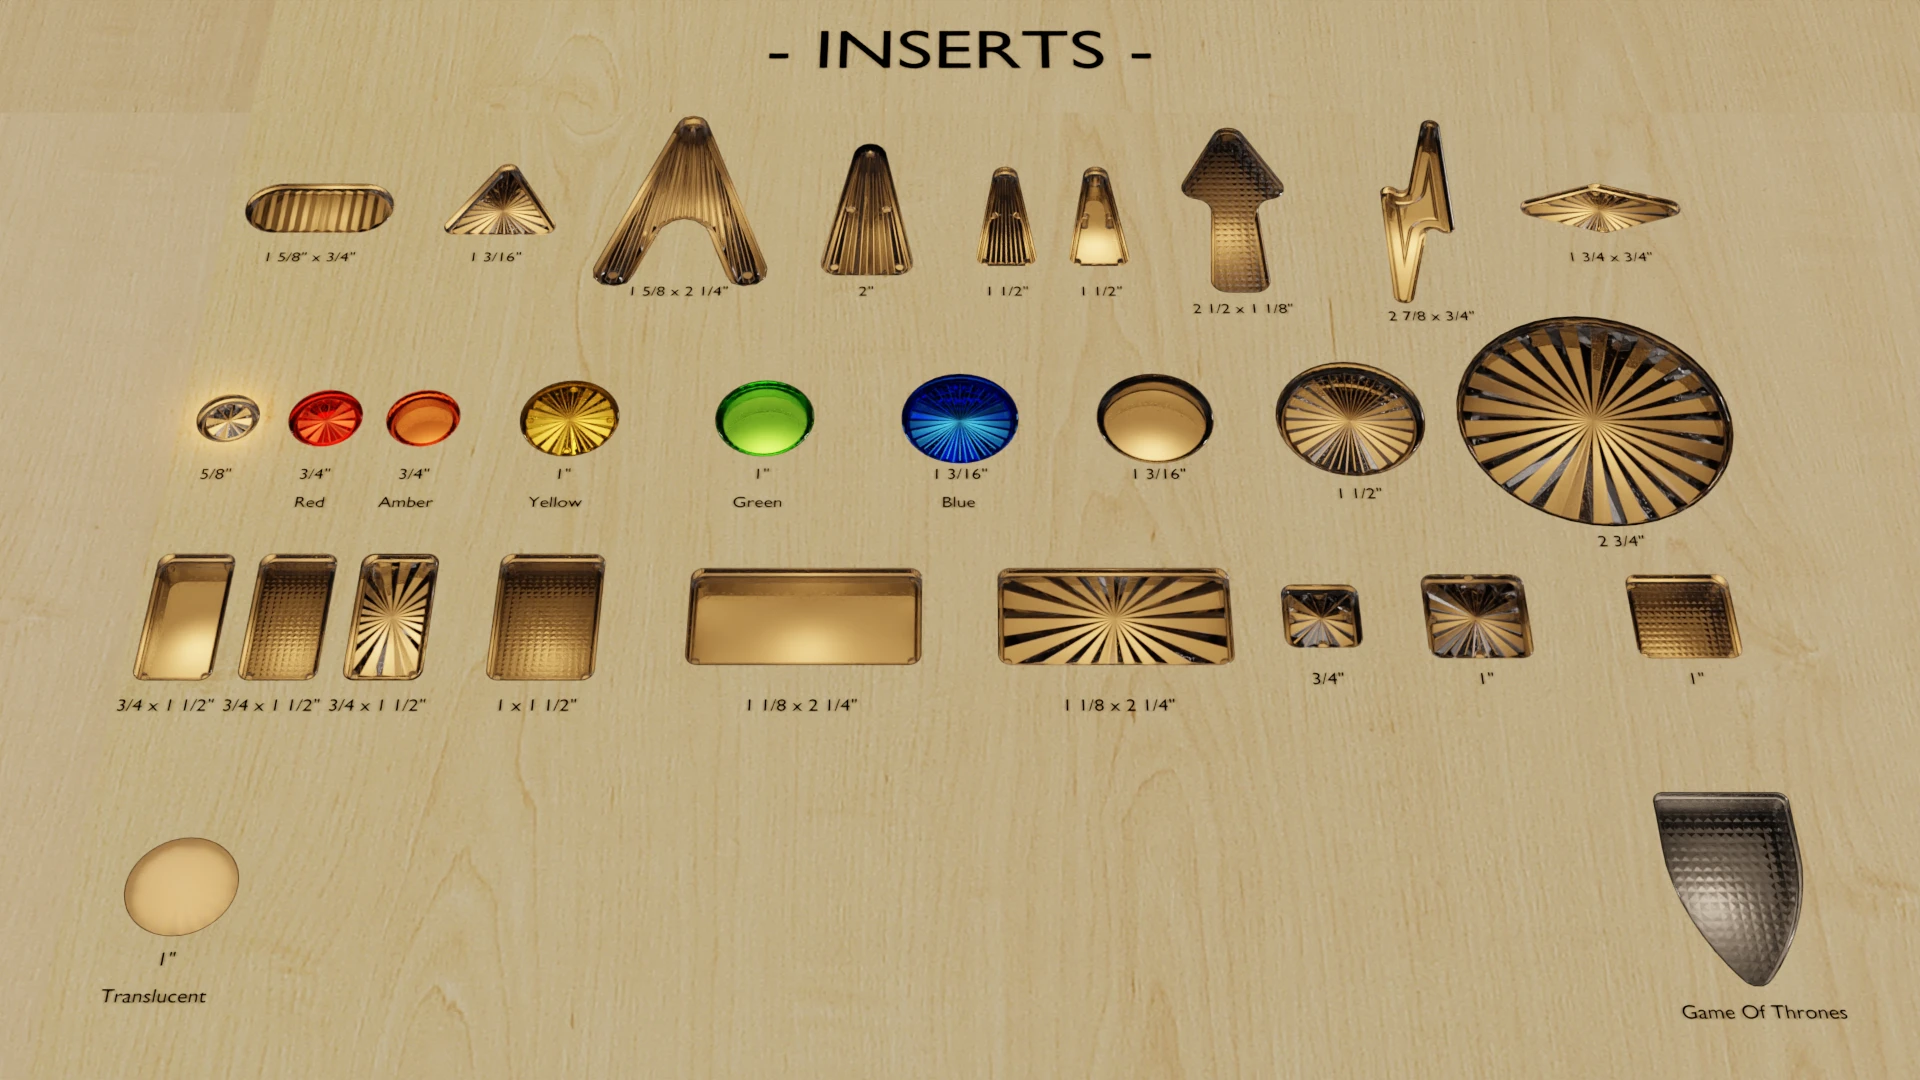 - INSERTS -
1 5/8" x 3/4"
1 3/16"
1 5/8 x 2 1/4"
2"
1 1/2"
1 1/2"
2 1/2 x 1 1/8"
2 7/8 x 3/4"
1 3/4 x 3/4"
5/8"
3/4"
Red
3/4"
Amber
1"
Yellow
1"
Green
1 3/16"
Blue
1 3/16"
1 1/2"
2 3/4"
3/4 x 1 1/2"
3/4 x 1 1/2"
3/4 x 1 1/2"
1 x 1 1/2"
1 1/8 x 2 1/4"
1 1/8 x 2 1/4"
3/4"
1"
1"
1"
Translucent
Game Of Thrones